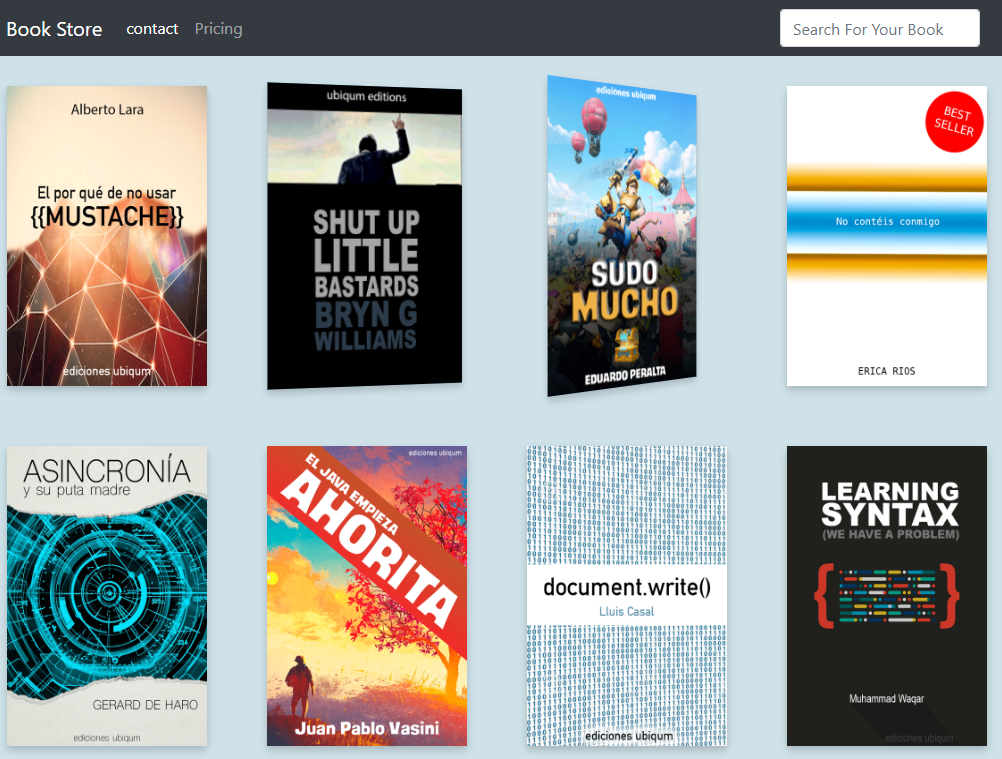 Book Store contact Pricing Search For Your Book
Alberto Lara
El por qué de no usar
{{MUSTACHE}}
ediciones ubiqum
ubiqum editions
SHUT UP
LITTLE
BASTARDS
BRYN G
WILLIAMS
ediciones ubiqum
SUDO
MUCHO
EDUARDO PERALTA
BEST
SELLER
No contéis conmigo
ERICA RIOS
ASINCRONÍA
y su puta madre
GERARD DE HARO
ediciones ubiqum
ediciones ubiqum
EL JAVA EMPIEZA
AHORITA
Juan Pablo Vasini
document.write()
Lluis Casal
ediciones ubiqum
LEARNING
SYNTAX
(WE HAVE A PROBLEM)
{ }
Muhammad Waqar
ediciones ubiqum